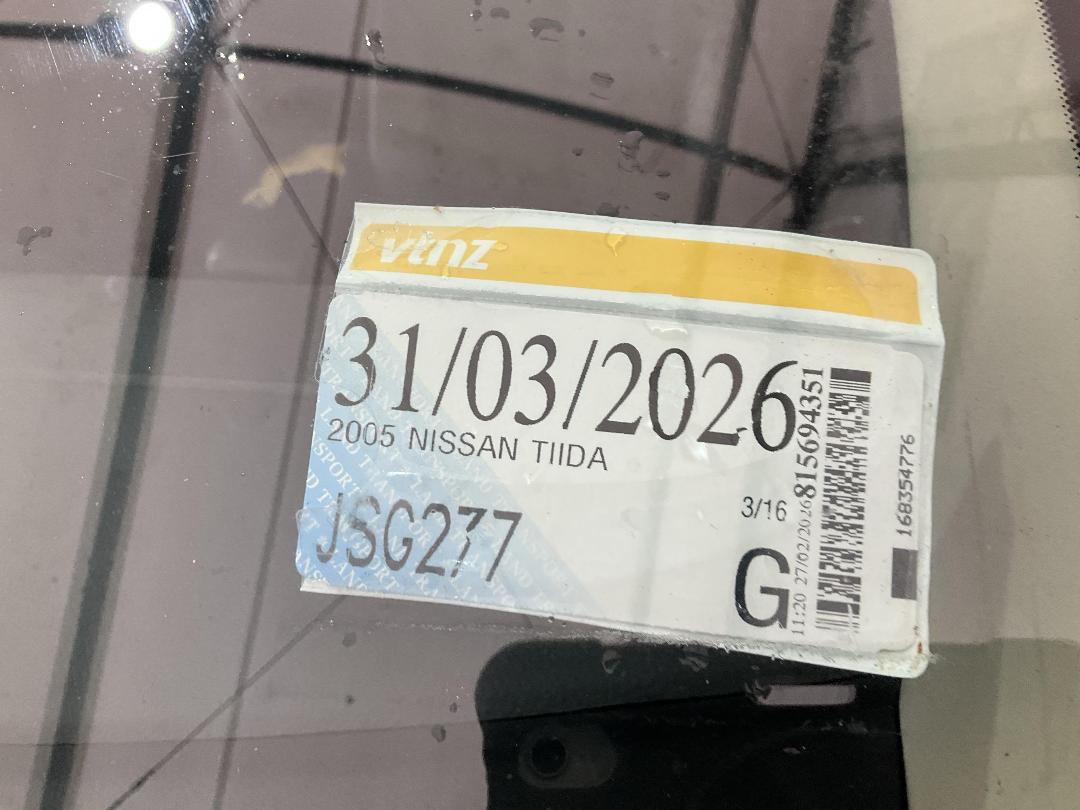 vtnz
31/03/2026
2005 NISSAN TIIDA
JSG277
3/16
G
11:20 27/02/2026 815694351
168354776